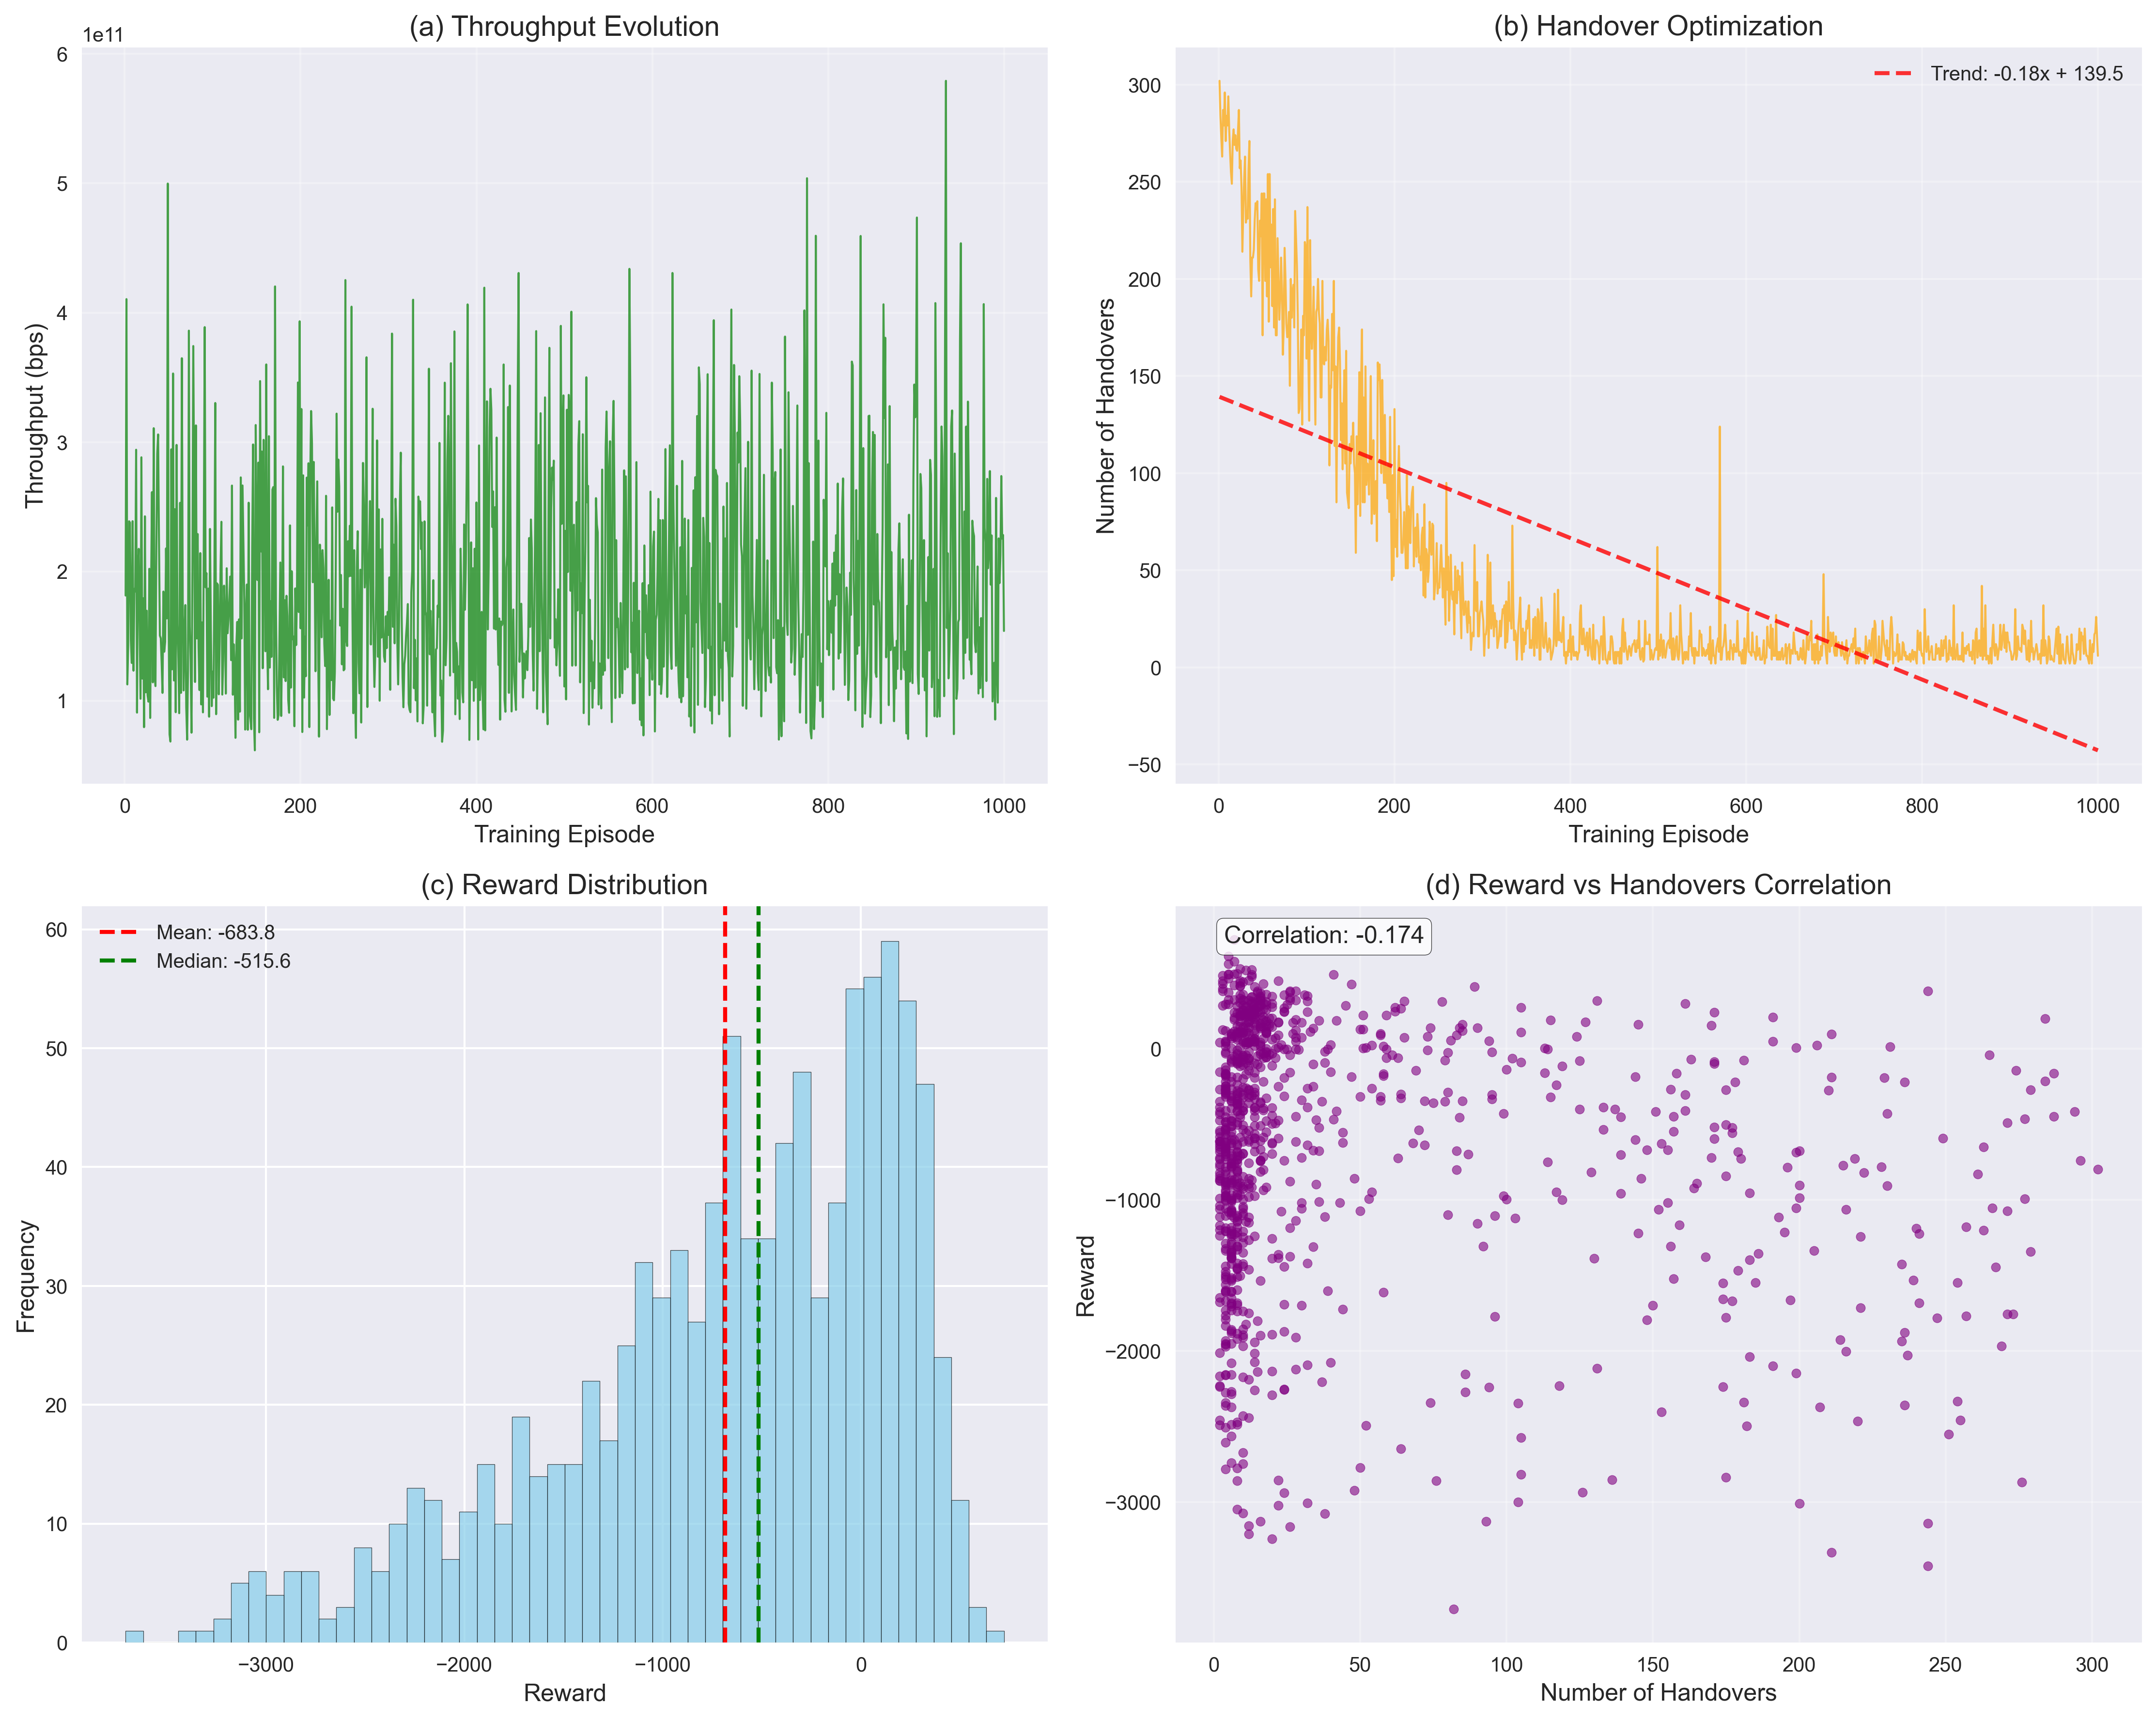 (a) Throughput Evolution
1e11
6
5
4
3
2
1
Throughput (bps)
0 200 400 600 800 1000
Training Episode
(b) Handover Optimization
Trend: -0.18x + 139.5
300
250
200
150
100
50
0
−50
Number of Handovers
0 200 400 600 800 1000
Training Episode
(c) Reward Distribution
Mean: -683.8
Median: -515.6
60
50
40
30
20
10
0
Frequency
−3000 −2000 −1000 0
Reward
(d) Reward vs Handovers Correlation
Correlation: -0.174
0
−1000
−2000
−3000
Reward
0 50 100 150 200 250 300
Number of Handovers